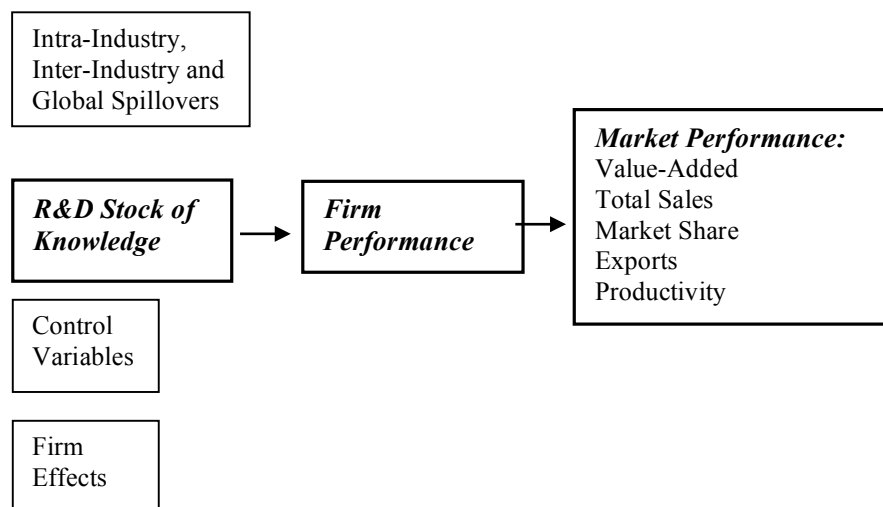 Intra-Industry,
Inter-Industry and
Global Spillovers
R&D Stock of
Knowledge
Firm
Performance
Market Performance:
Value-Added
Total Sales
Market Share
Exports
Productivity
Control
Variables
Firm
Effects